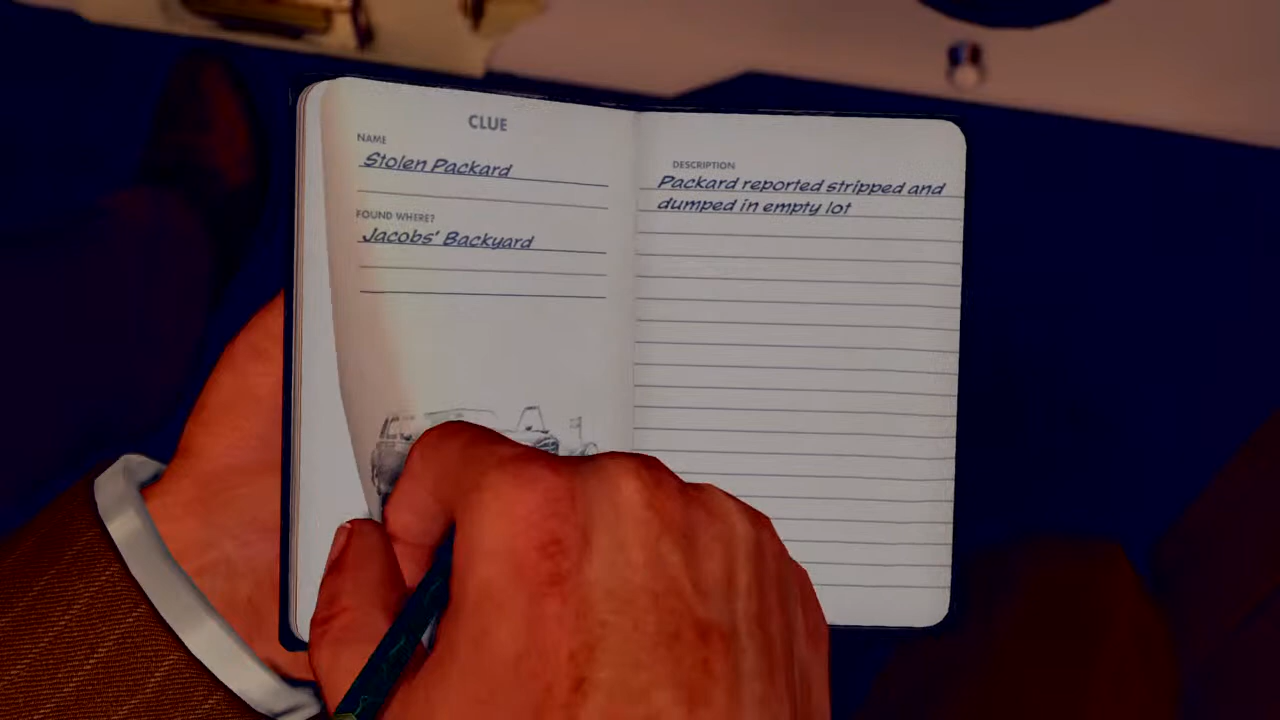 CLUE
NAME
Stolen Packard
FOUND WHERE?
Jacobs' Backyard
DESCRIPTION
Packard reported stripped and
dumped in empty lot